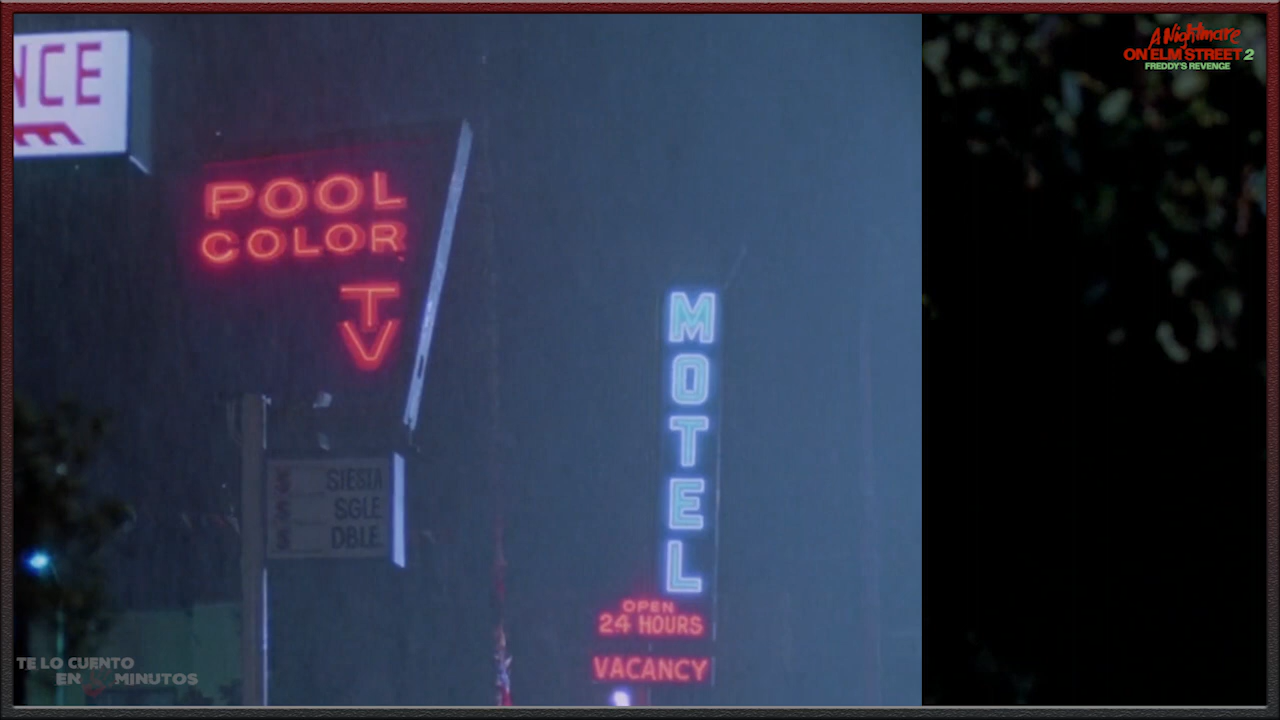 NCE
POOL
COLOR
TV
SIESTA
SGLE
DBLE
MOTEL
OPEN
24 HOURS
VACANCY
A Nightmare
ON ELM STREET 2
FREDDY'S REVENGE
TE LO CUENTO
EN MINUTOS